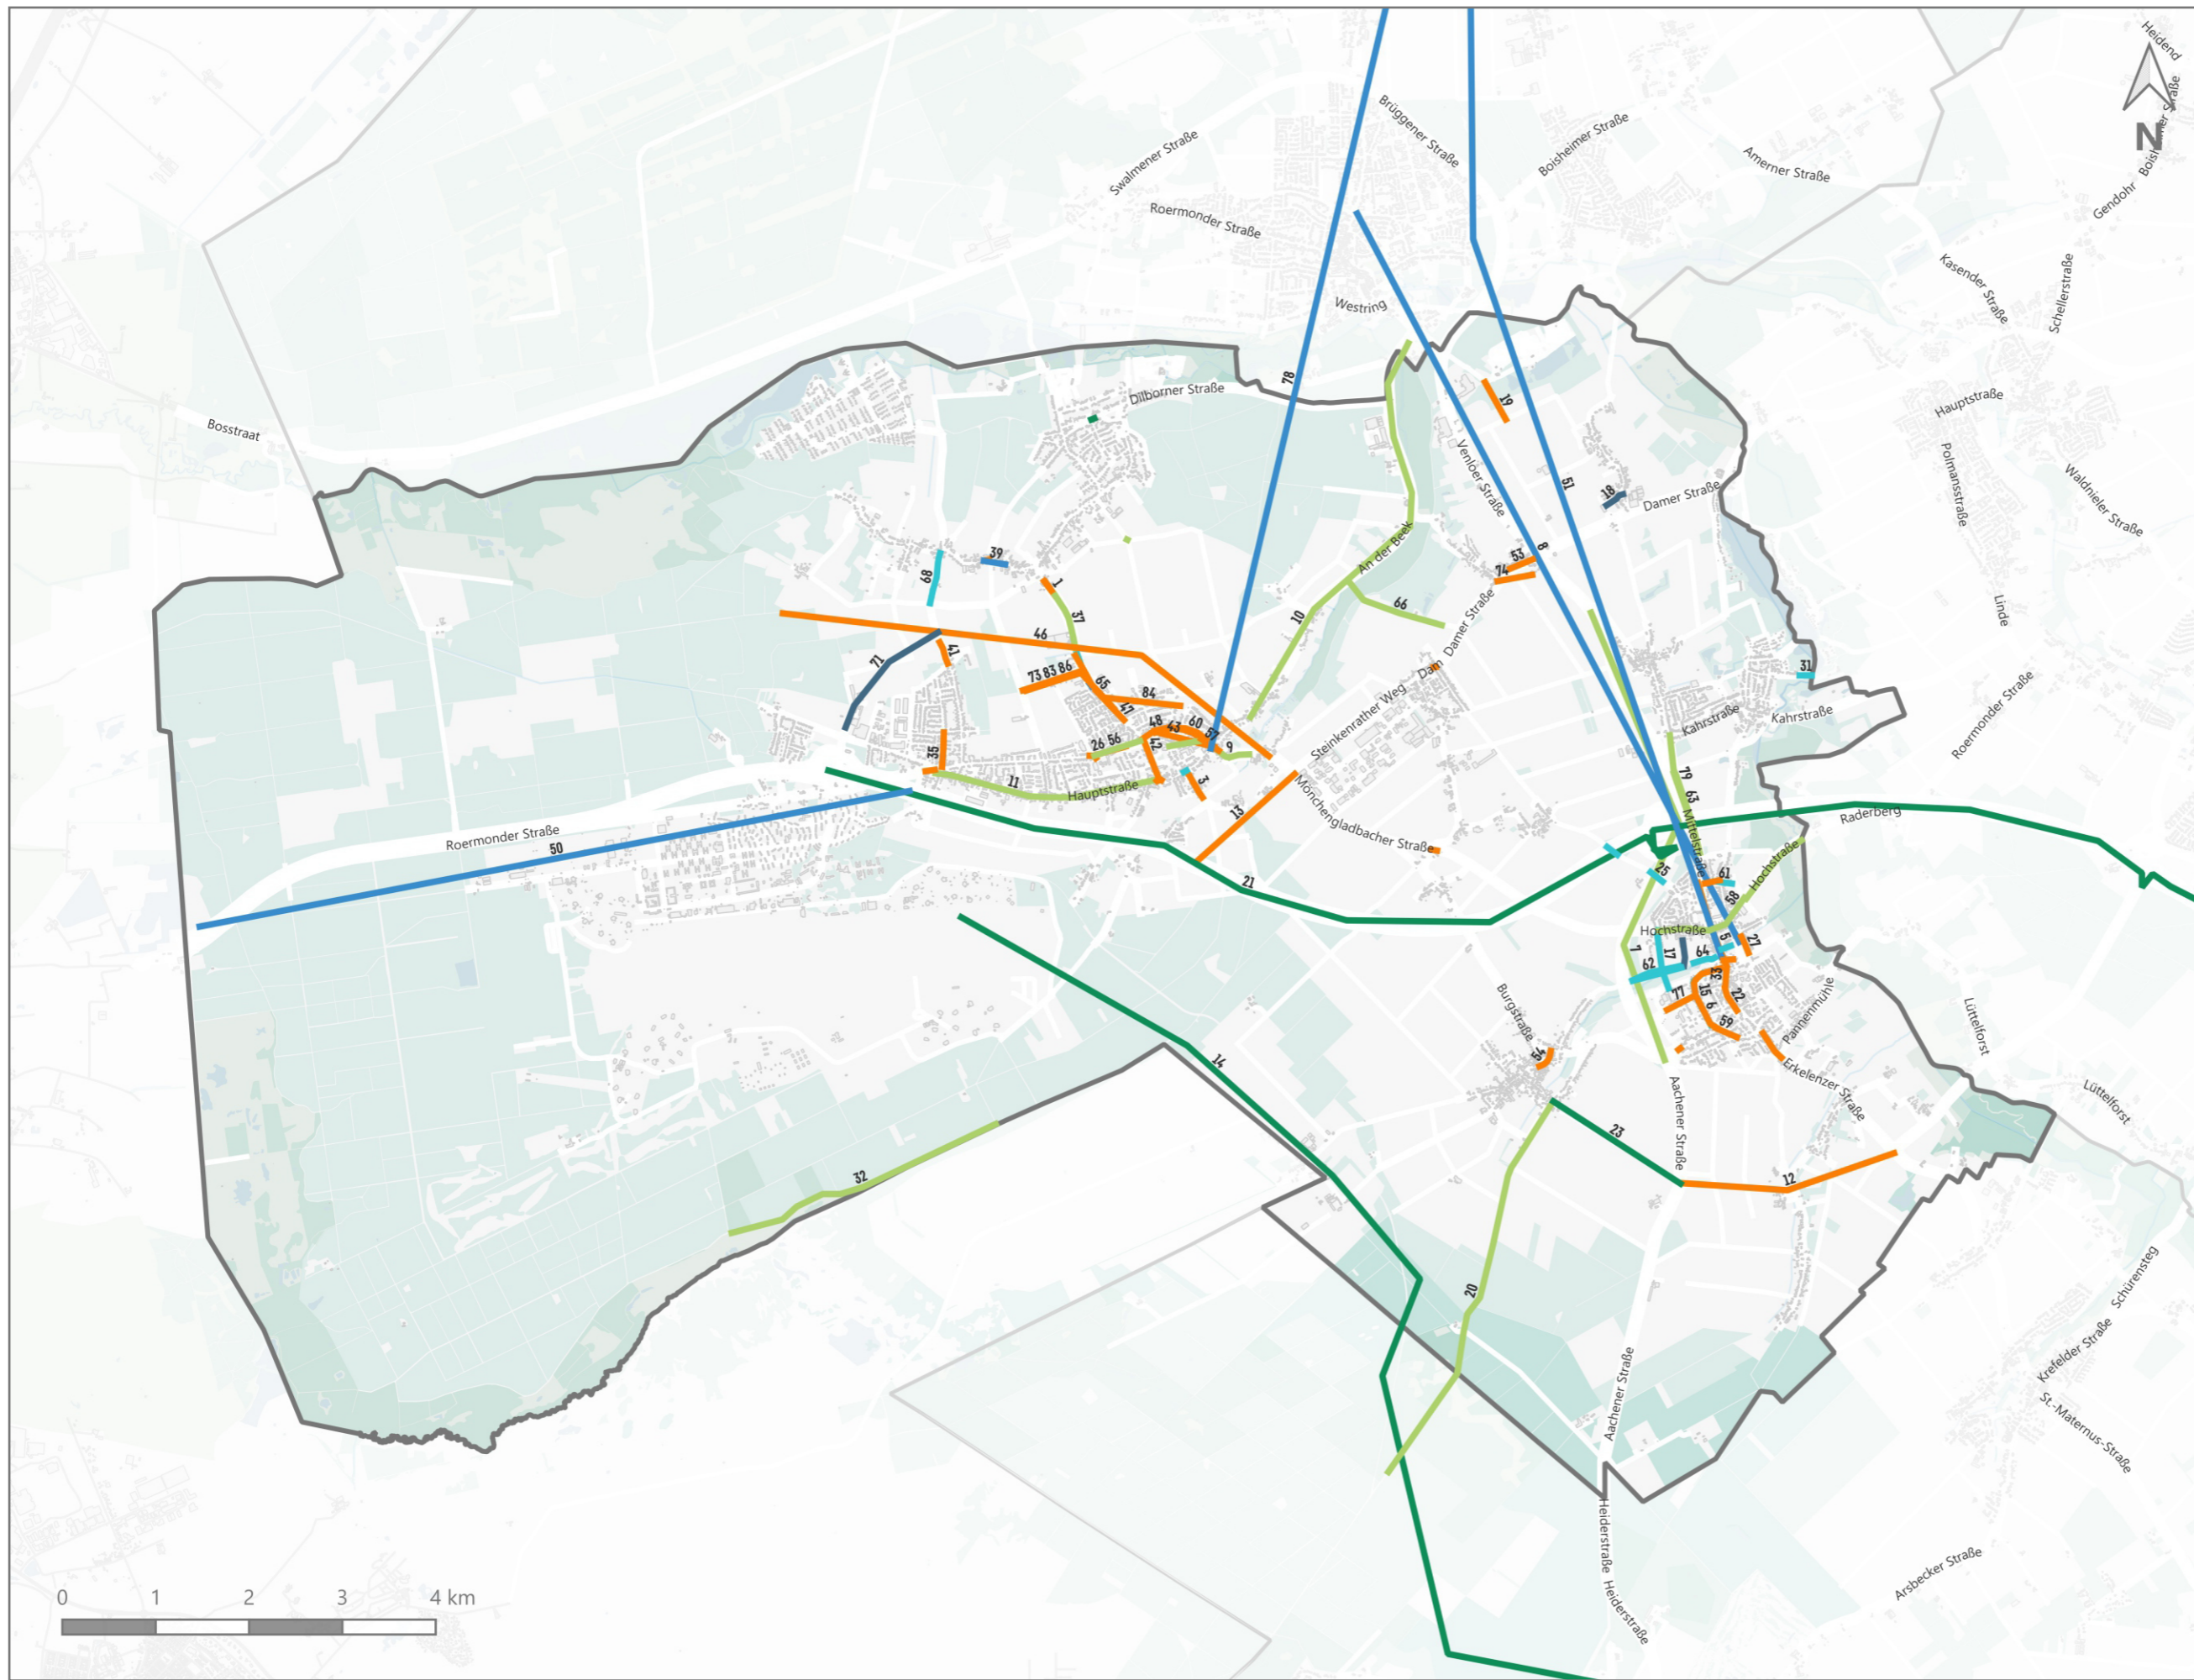 Heidend
Boisheimer Straße
N
Brüggener Straße
Boisheimer Straße
Swalmener Straße
Amerner Straße
Gendohr
Roermonder Straße
Kasender Straße
Schellerstraße
Westring
78
Dilborner Straße
19
Hauptstraße
Bosstraat
Venloer Straße
51
Polmansstraße
Waldnieler Straße
18
Damer Straße
An der Beek
8
53
39
74
68
1
66
37
10
Linde
46
Damer Straße
41
71
Dam
31
73 83 86
65
84
Steinkenrather Weg
47
Kahrstraße
Kahrstraße
Roermonder Straße
48
43
60
57
9
26 56
42
35
79
63
3
11
Hauptstraße
13
Mönchengladbacher Straße
Mittelstraße
Raderberg
Roermonder Straße
50
Hochstraße
25
61
21
58
Hochstraße
5
27
7
17
64
62
33
77
15
6
22
59
Pannenmühle
Burgstraße
Lüttelforst
54
14
Erkelenzer Straße
Lüttelforst
Aachener Straße
23
32
12
20
Schürensteg
Krefelder Straße
Aachener Straße
St.-Maternus-Straße
Heiderstraße
Heiderstraße
Arsbecker Straße
0 1 2 3 4 km